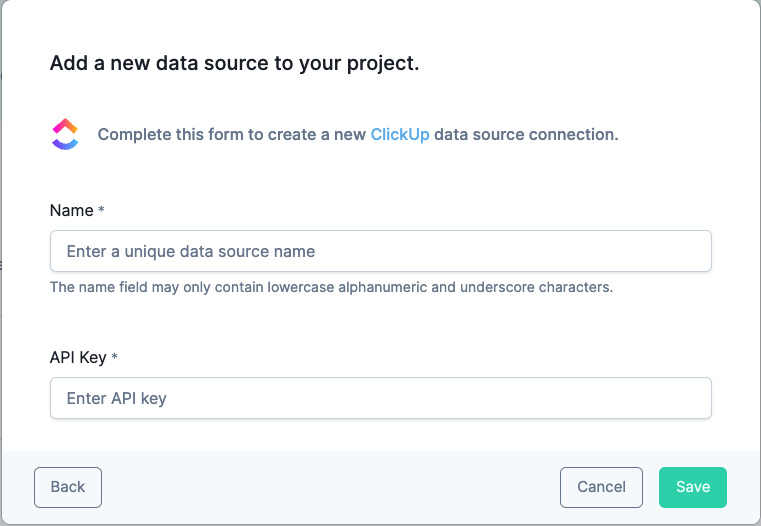 Add a new data source to your project.
Complete this form to create a new ClickUp data source connection.
Name *
Enter a unique data source name
The name field may only contain lowercase alphanumeric and underscore characters.
API Key *
Enter API key
Back
Cancel
Save